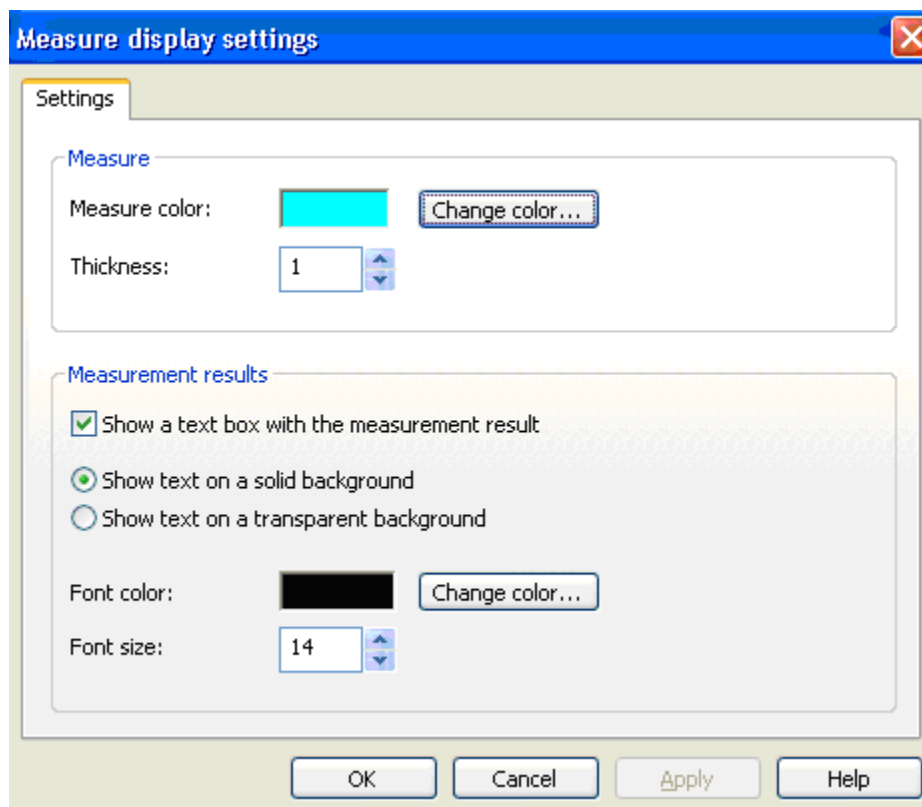 Measure display settings
Settings
Measure
Measure color: Change color...
Thickness: 1
Measurement results
Show a text box with the measurement result
Show text on a solid background
Show text on a transparent background
Font color: Change color...
Font size: 14
OK Cancel Apply Help